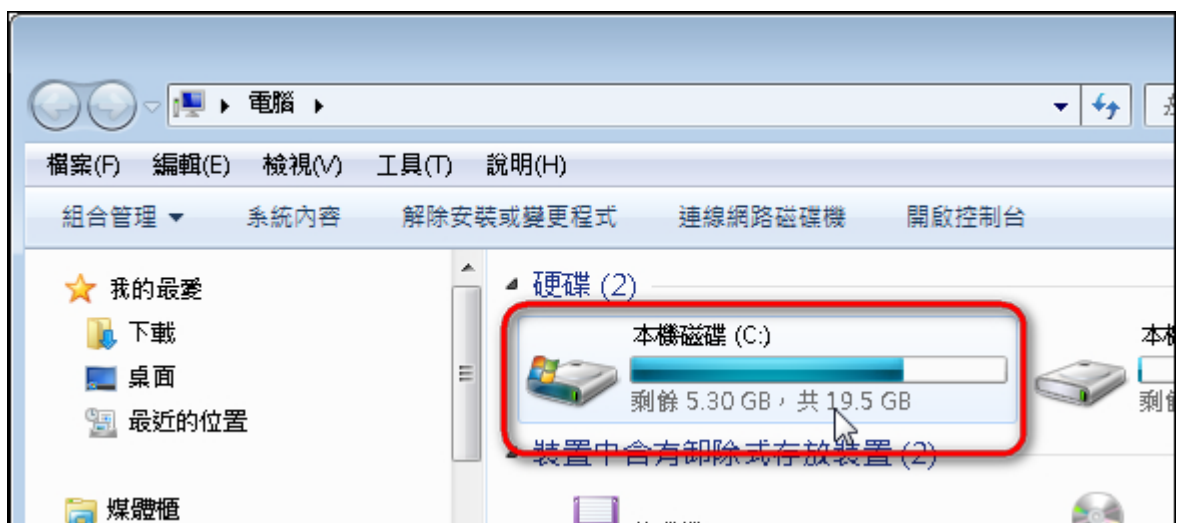 電腦
檔案(F) 編輯(E) 檢視(V) 工具(T) 說明(H)
組合管理 系統內容 解除安裝或變更程式 連線網路磁碟機 開啟控制台
我的最愛
下載
桌面
最近的位置
媒體櫃
硬碟 (2)
本機磁碟 (C:)
剩餘 5.30 GB，共 19.5 GB
本機
剩餘
裝置中含有卸除式存放裝置 (2)